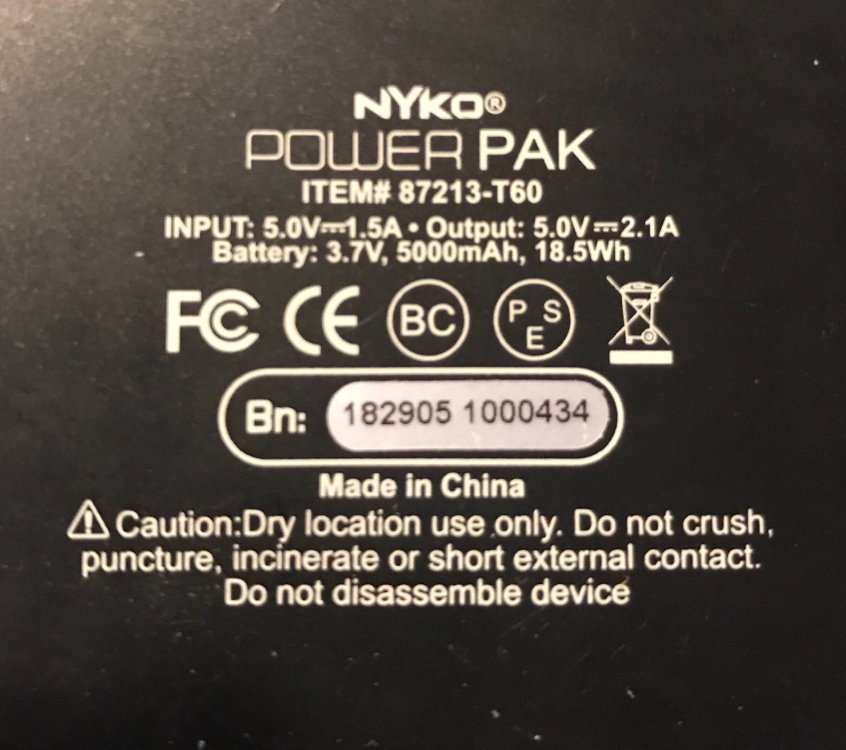 NYKO®
POWER PAK
ITEM# 87213-T60
INPUT: 5.0V⎓1.5A • Output: 5.0V⎓2.1A
Battery: 3.7V, 5000mAh, 18.5Wh
FC CE BC PSE
Bn: 182905 1000434
Made in China
Caution:Dry location use only. Do not crush,
puncture, incinerate or short external contact.
Do not disassemble device